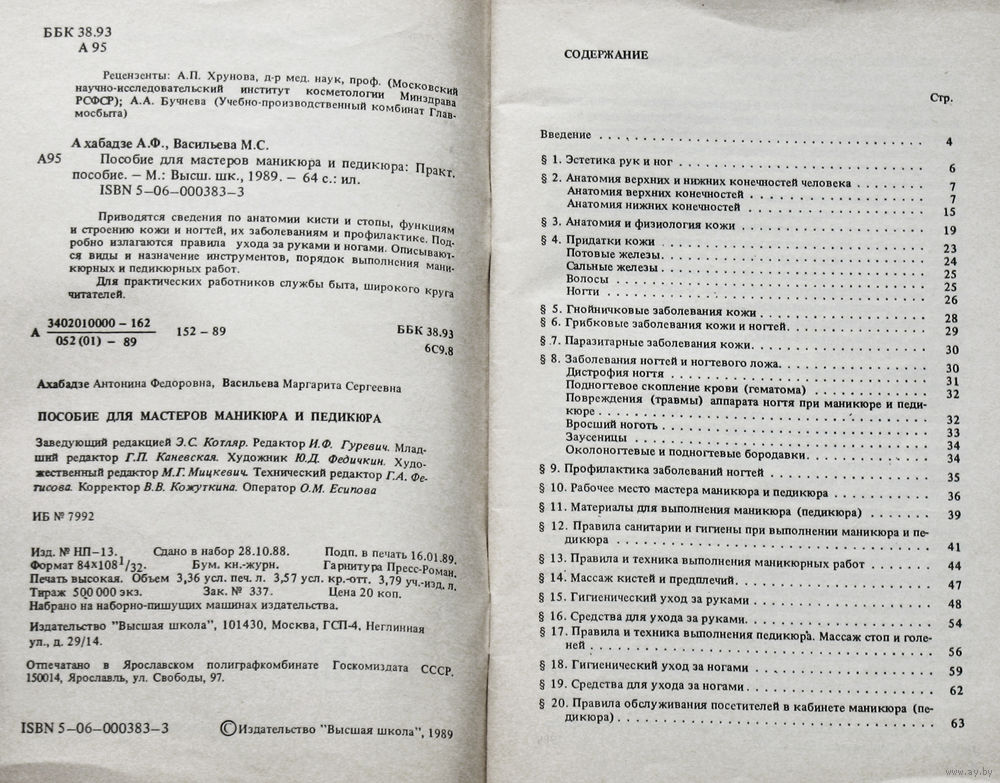 ББК 38.93
А 95
Рецензенты: А.П. Хрунова, д-р мед. наук, проф. (Московский
научно-исследовательский институт косметологии Минздрава
РСФСР); А.А. Бучнева (Учебно-производственный комбинат Глав-
мосбыта)
Ахабадзе А.Ф., Васильева М.С.
А95 Пособие для мастеров маникюра и педикюра: Практ.
пособие. – М.: Высш. шк., 1989. – 64 с.: ил.
ISBN 5–06–000383–3
Приводятся сведения по анатомии кисти и стопы, функциям
и строению кожи и ногтей, их заболеваниям и профилактике. Под-
робно излагаются правила ухода за руками и ногами. Описывают-
ся виды и назначение инструментов, порядок выполнения мани-
кюрных и педикюрных работ.
Для практических работников службы быта, широкого круга
читателей.
А 3402010000 – 162 / 052 (01) – 89 152 – 89
ББК 38.93
6С9.8
Ахабадзе Антонина Федоровна, Васильева Маргарита Сергеевна
ПОСОБИЕ ДЛЯ МАСТЕРОВ МАНИКЮРА И ПЕДИКЮРА
Заведующий редакцией Э.С. Котляр. Редактор И.Ф. Гуревич. Млад-
ший редактор Г.П. Каневская. Художник Ю.Д. Федичкин. Худо-
жественный редактор М.Г. Мицкевич. Технический редактор Г.А. Фе-
тисова. Корректор В.В. Кожуткина. Оператор О.М. Есипова
ИБ № 7992
Изд. № НП–13. Сдано в набор 28.10.88. Подп. в печать 16.01.89.
Формат 84х108 1/32. Бум. кн.-журн. Гарнитура Пресс-Роман.
Печать высокая. Объем 3,36 усл. печ. л. 3,57 усл. кр.-отт. 3,79 уч.-изд. л.
Тираж 500 000 экз. Зак. № 337. Цена 20 коп.
Набрано на наборно-пишущих машинах издательства.
Издательство "Высшая школа", 101430, Москва, ГСП–4, Неглинная
ул., д. 29/14.
Отпечатано в Ярославском полиграфкомбинате Госкомиздата СССР.
150014, Ярославль, ул. Свободы, 97.
ISBN 5–06–000383–3 © Издательство "Высшая школа", 1989
СОДЕРЖАНИЕ
Стр.
Введение 4
§ 1. Эстетика рук и ног 6
§ 2. Анатомия верхних и нижних конечностей человека 7
Анатомия верхних конечностей 7
Анатомия нижних конечностей 15
§ 3. Анатомия и физиология кожи 19
§ 4. Придатки кожи 23
Потовые железы. 24
Сальные железы 25
Волосы 25
Ногти 26
§ 5. Гнойничковые заболевания кожи 28
§ 6. Грибковые заболевания кожи и ногтей. 29
§ 7. Паразитарные заболевания кожи. 30
§ 8. Заболевания ногтей и ногтевого ложа. 30
Дистрофия ногтя 31
Подногтевое скопление крови (гематома) 32
Повреждения (травмы) аппарата ногтя при маникюре и педи-
кюре 32
Вросший ноготь 33
Заусеницы 34
Околоногтевые и подногтевые бородавки. 34
§ 9. Профилактика заболеваний ногтей 35
§ 10. Рабочее место мастера маникюра и педикюра 36
§ 11. Материалы для выполнения маникюра (педикюра) 39
§ 12. Правила санитарии и гигиены при выполнении маникюра и пе-
дикюра 41
§ 13. Правила и техника выполнения маникюрных работ 44
§ 14. Массаж кистей и предплечий. 47
§ 15. Гигиенический уход за руками 48
§ 16. Средства для ухода за руками. 54
§ 17. Правила и техника выполнения педикюра. Массаж стоп и голе-
ней 56
§ 18. Гигиенический уход за ногами 59
§ 19. Средства для ухода за ногами. 62
§ 20. Правила обслуживания посетителей в кабинете маникюра (пе-
дикюра) 63
www.ay.by